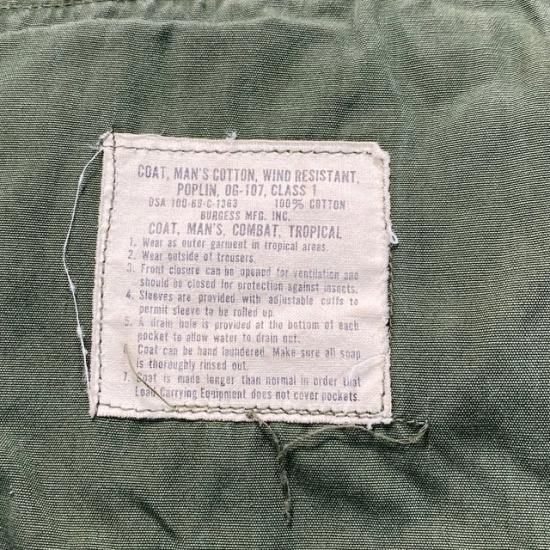 COAT, MAN'S COTTON, WIND RESISTANT,
POPLIN, OG-107, CLASS 1
DSA 100-69-C-1363 100% COTTON
BURGESS MFG. INC.
COAT, MAN'S, COMBAT, TROPICAL
1. Wear as outer garment in tropical areas.
2. Wear outside of trousers.
3. Front closure can be opened for ventilation and
should be closed for protection against insects.
4. Sleeves are provided with adjustable cuffs to
permit sleeve to be rolled up.
5. A drain hole is provided at the bottom of each
pocket to allow water to drain out.
6. Coat can be hand laundered. Make sure all soap
is thoroughly rinsed out.
7. Coat is made longer than normal in order that
Load Carrying Equipment does not cover pockets.